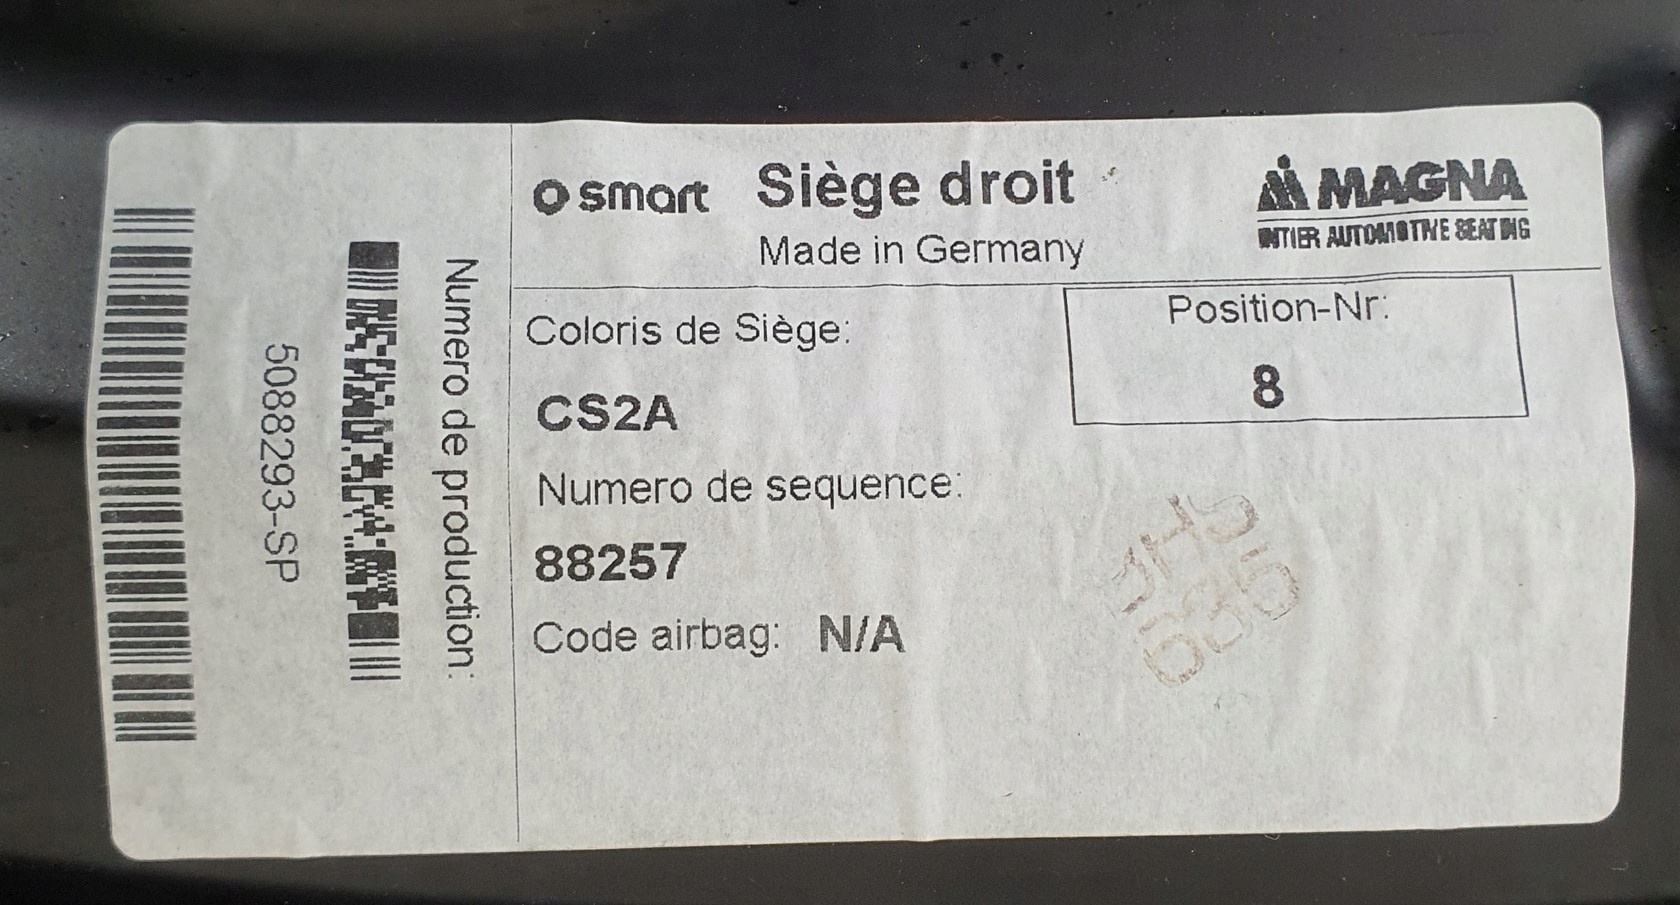 smart Siège droit
Made in Germany
MAGNA
INTIER AUTOMOTIVE SEATING
Position-Nr:
8
Coloris de Siège:
CS2A
Numero de sequence:
88257
Code airbag: N/A
Numero de production:
5088293-SP